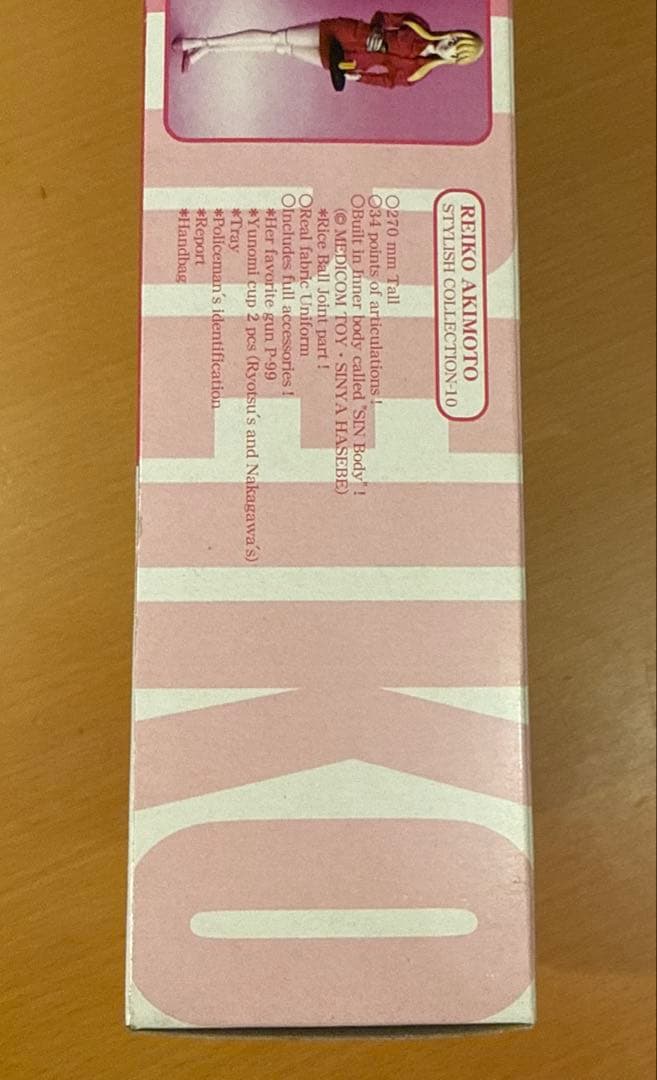 REIKO AKIMOTO
STYLISH COLLECTION-10
○270 mm Tall
○34 points of articulations!
○Built in Inner body called "SIN Body"!
(© MEDICOM TOY・SINYA HASEBE)
*Rice Ball Joint part!
○Real fabric Uniform
○Includes full accessories!
*Her favorite gun P-99
*Yunomi cup 2 pcs (Ryotsu's and Nakagawa's)
*Tray
*Policeman's identification
*Report
*Handbag
REIKO